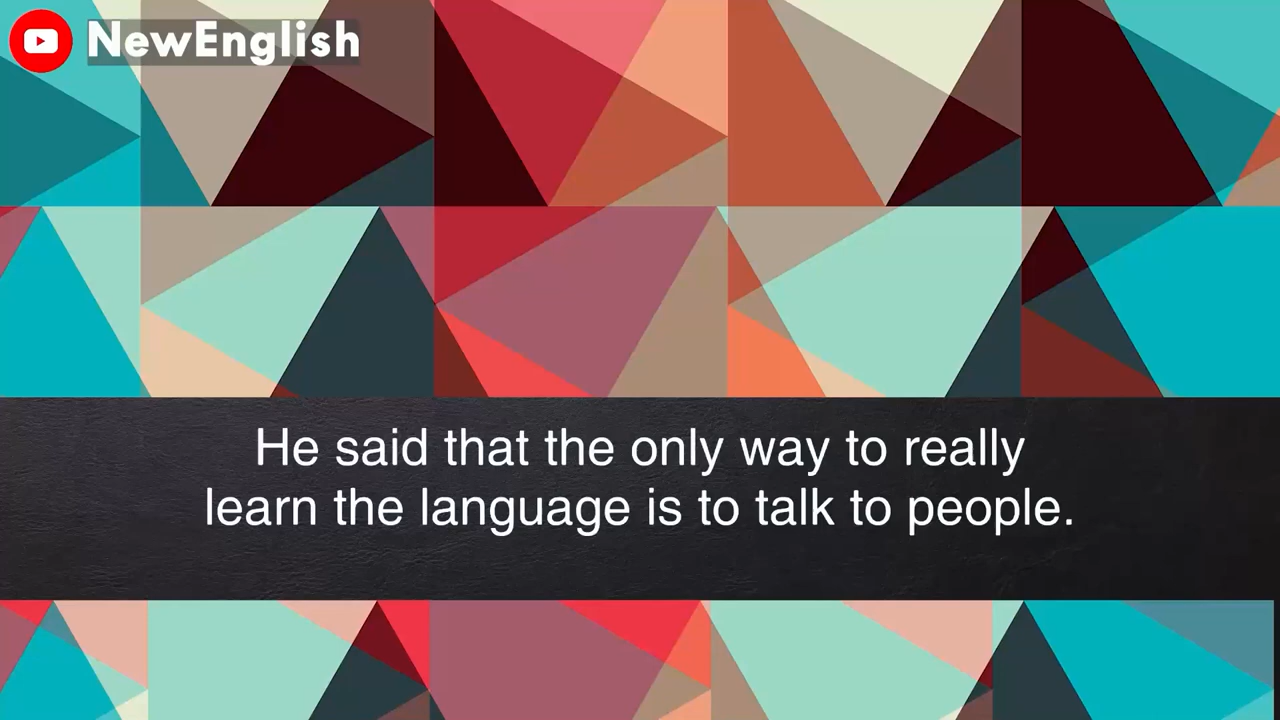 NewEnglish
He said that the only way to really
learn the language is to talk to people.